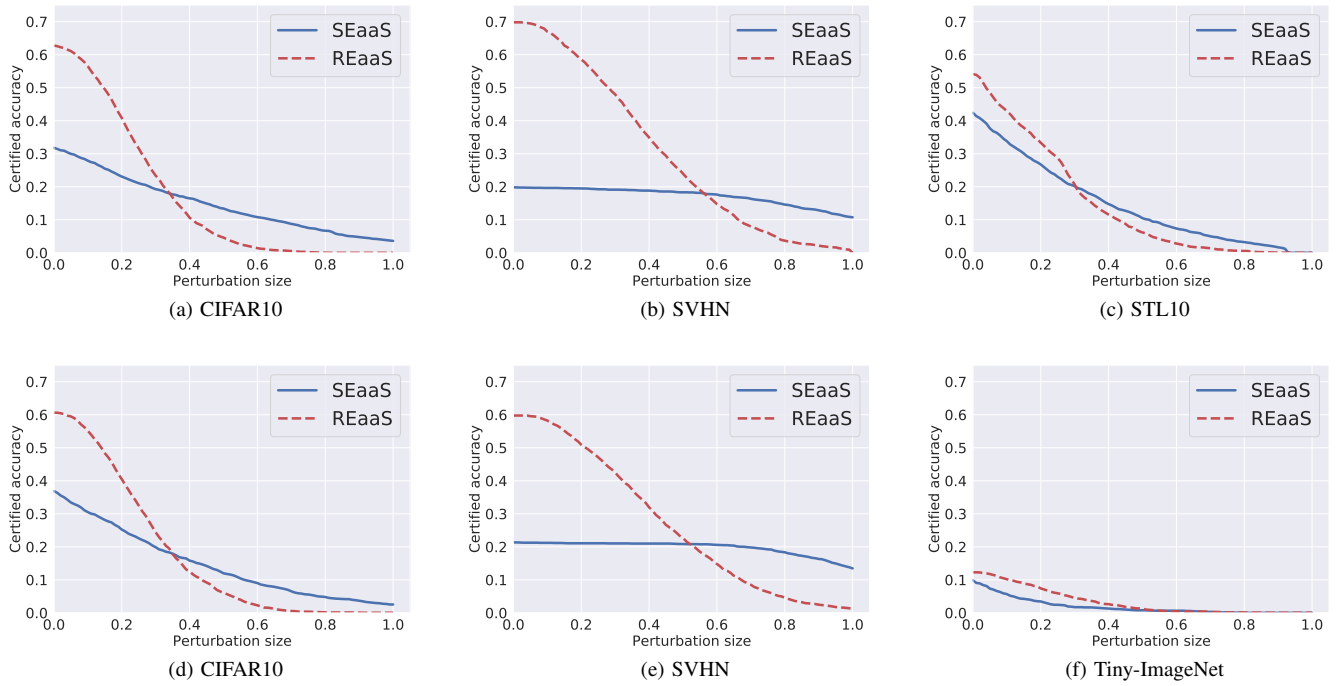 Certified accuracy
0.7
0.6
0.5
0.4
0.3
0.2
0.1
0.0
SEaaS
REaaS
0.0 0.2 0.4 0.6 0.8 1.0
Perturbation size
(a) CIFAR10
Certified accuracy
0.7
0.6
0.5
0.4
0.3
0.2
0.1
0.0
SEaaS
REaaS
0.0 0.2 0.4 0.6 0.8 1.0
Perturbation size
(b) SVHN
Certified accuracy
0.7
0.6
0.5
0.4
0.3
0.2
0.1
0.0
SEaaS
REaaS
0.0 0.2 0.4 0.6 0.8 1.0
Perturbation size
(c) STL10
Certified accuracy
0.7
0.6
0.5
0.4
0.3
0.2
0.1
0.0
SEaaS
REaaS
0.0 0.2 0.4 0.6 0.8 1.0
Perturbation size
(d) CIFAR10
Certified accuracy
0.7
0.6
0.5
0.4
0.3
0.2
0.1
0.0
SEaaS
REaaS
0.0 0.2 0.4 0.6 0.8 1.0
Perturbation size
(e) SVHN
Certified accuracy
0.7
0.6
0.5
0.4
0.3
0.2
0.1
0.0
SEaaS
REaaS
0.0 0.2 0.4 0.6 0.8 1.0
Perturbation size
(f) Tiny-ImageNet